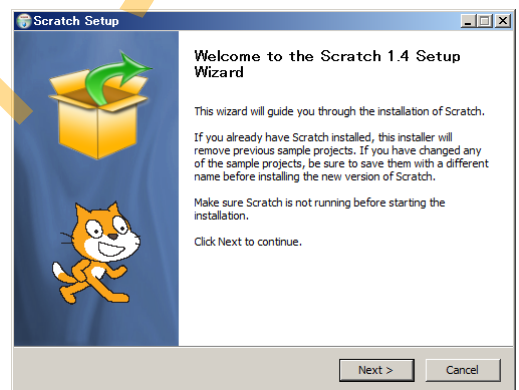 Scratch Setup
Welcome to the Scratch 1.4 Setup
Wizard
This wizard will guide you through the installation of Scratch.
If you already have Scratch installed, this installer will
remove previous sample projects. If you have changed any
of the sample projects, be sure to save them with a different
name before installing the new version of Scratch.
Make sure Scratch is not running before starting the
installation.
Click Next to continue.
Next >
Cancel